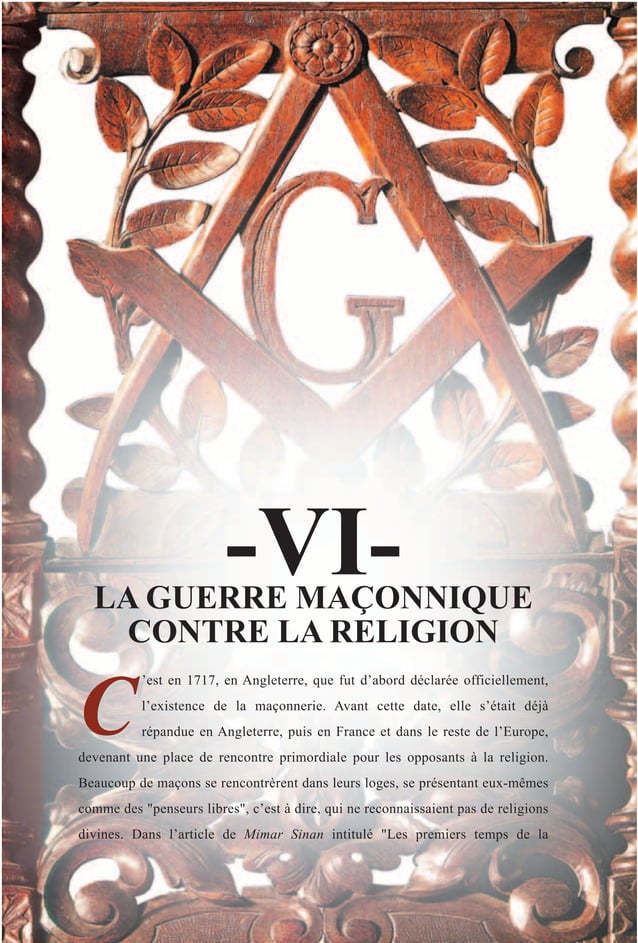 G
-VI-
LA GUERRE MAÇONNIQUE
CONTRE LA RELIGION
C’est en 1717, en Angleterre, que fut d’abord déclarée officiellement,
l’existence de la maçonnerie. Avant cette date, elle s’était déjà
répandue en Angleterre, puis en France et dans le reste de l’Europe,
devenant une place de rencontre primordiale pour les opposants à la religion.
Beaucoup de maçons se rencontrèrent dans leurs loges, se présentant eux-mêmes
comme des "penseurs libres", c’est à dire, qui ne reconnaissaient pas de religions
divines. Dans l’article de Mimar Sinan intitulé "Les premiers temps de la